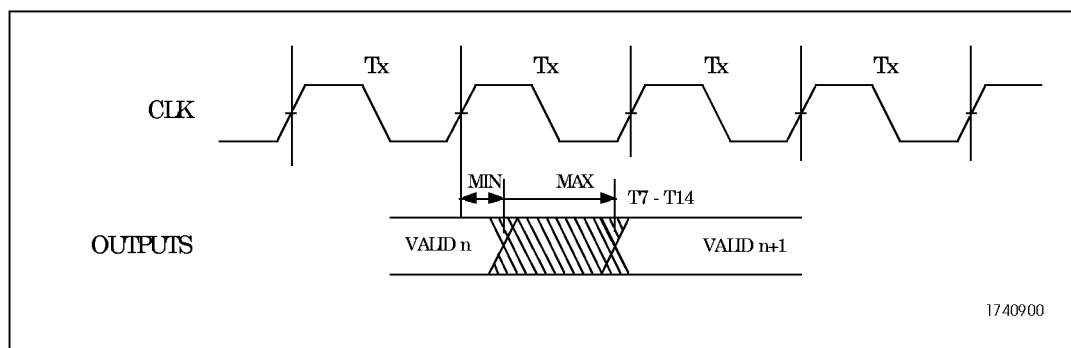 Tx Tx Tx Tx
CLK
MIN MAX T7 - T14
OUTPUTS VALID n VALID n+1
1740900